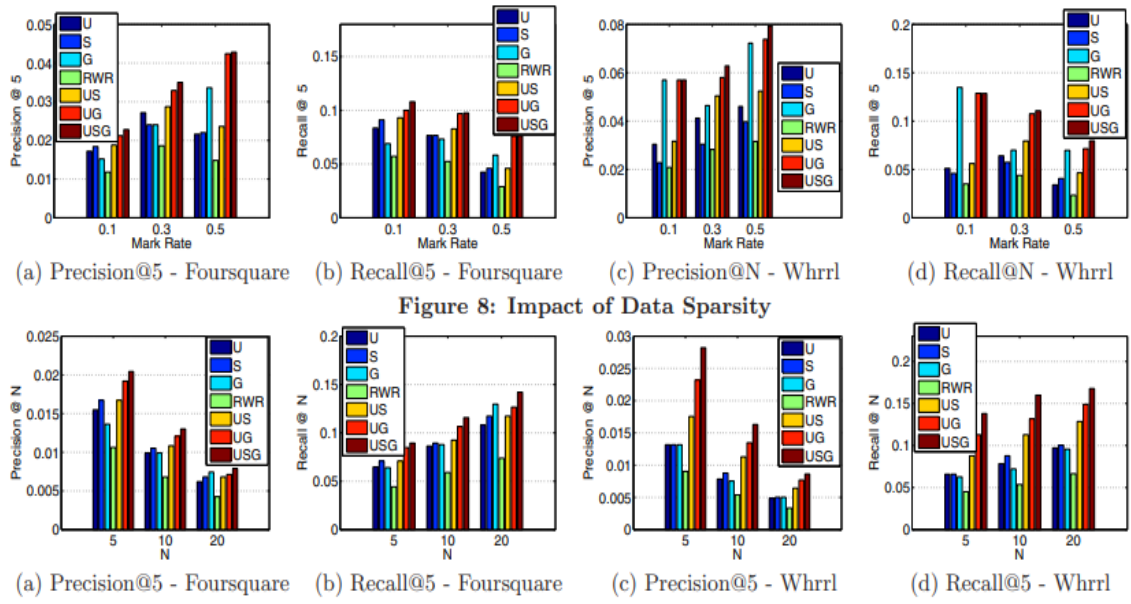 0.05
0.04
0.03
0.02
0.01
0
Precision @ 5
U
S
G
RWR
US
UG
USG
0.1 0.3 0.5
Mark Rate
0.15
0.1
0.05
0
Recall @ 5
U
S
G
RWR
US
UG
USG
0.1 0.3 0.5
Mark Rate
0.08
0.06
0.04
0.02
0
Precision @ 5
U
S
G
RWR
US
UG
USG
0.1 0.3 0.5
Mark Rate
0.2
0.15
0.1
0.05
0
Recall @ 5
U
S
G
RWR
US
UG
USG
0.1 0.3 0.5
Mark Rate
(a) Precision@5 - Foursquare
(b) Recall@5 - Foursquare
(c) Precision@N - Whrrl
(d) Recall@N - Whrrl
Figure 8: Impact of Data Sparsity
0.025
0.02
0.015
0.01
0.005
0
Precision @ N
U
S
G
RWR
US
UG
USG
5 10 20
N
0.2
0.15
0.1
0.05
0
Recall @ N
U
S
G
RWR
US
UG
USG
5 10 20
N
0.03
0.025
0.02
0.015
0.01
0.005
0
Precision @ N
U
S
G
RWR
US
UG
USG
5 10 20
N
0.2
0.15
0.1
0.05
0
Recall @ N
U
S
G
RWR
US
UG
USG
5 10 20
N
(a) Precision@5 - Foursquare
(b) Recall@5 - Foursquare
(c) Precision@5 - Whrrl
(d) Recall@5 - Whrrl